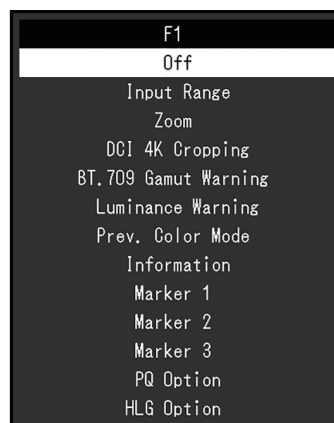 F1
Off
Input Range
Zoom
DCI 4K Cropping
BT.709 Gamut Warning
Luminance Warning
Prev. Color Mode
Information
Marker 1
Marker 2
Marker 3
PQ Option
HLG Option